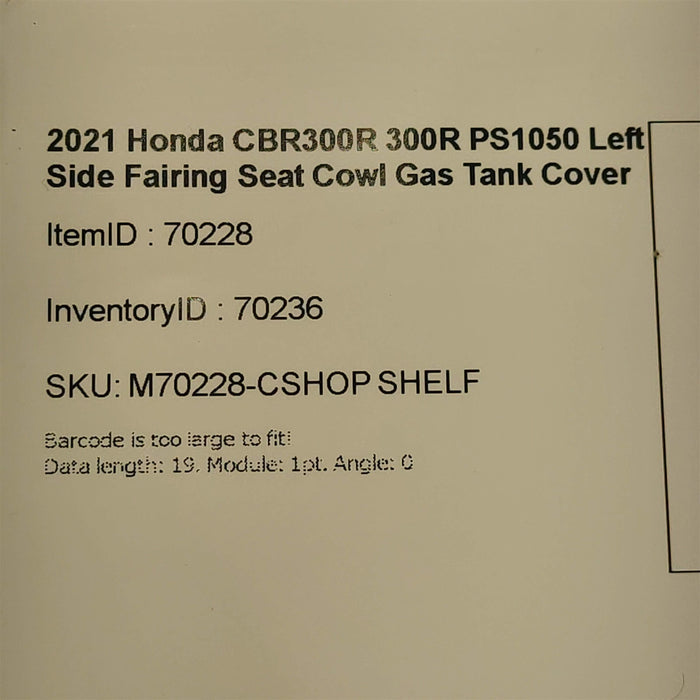 2021 Honda CBR300R 300R PS1050 Left
Side Fairing Seat Cowl Gas Tank Cover
ItemID : 70228
InventoryID : 70236
SKU: M70228-CSHOP SHELF
Barcode is too large to fit!
Data length: 19, Module: 1pt. Angle: 0